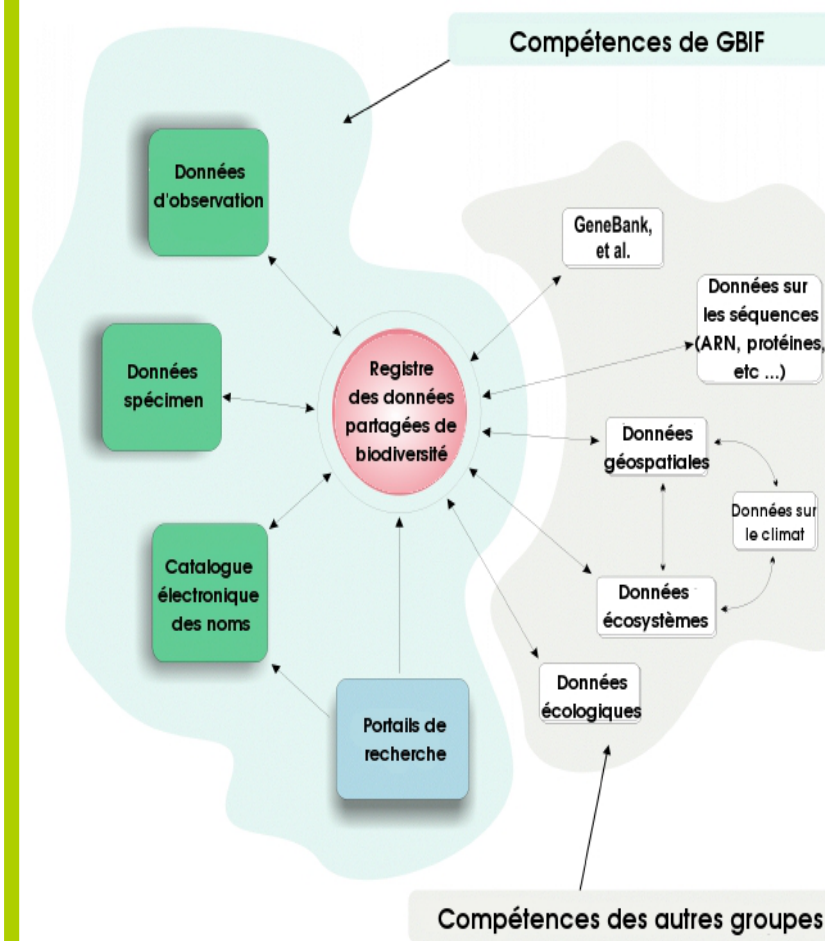 Compétences de GBIF
Données
d'observation
GeneBank,
et al.
Données sur
les séquences
(ARN, protéines,
etc ...)
Données
spécimen
Registre
des données
partagées de
biodiversité
Données
géospatiales
Données sur
le climat
Catalogue
électronique
des noms
Données
écosystèmes
Données
écologiques
Portails de
recherche
Compétences des autres groupes